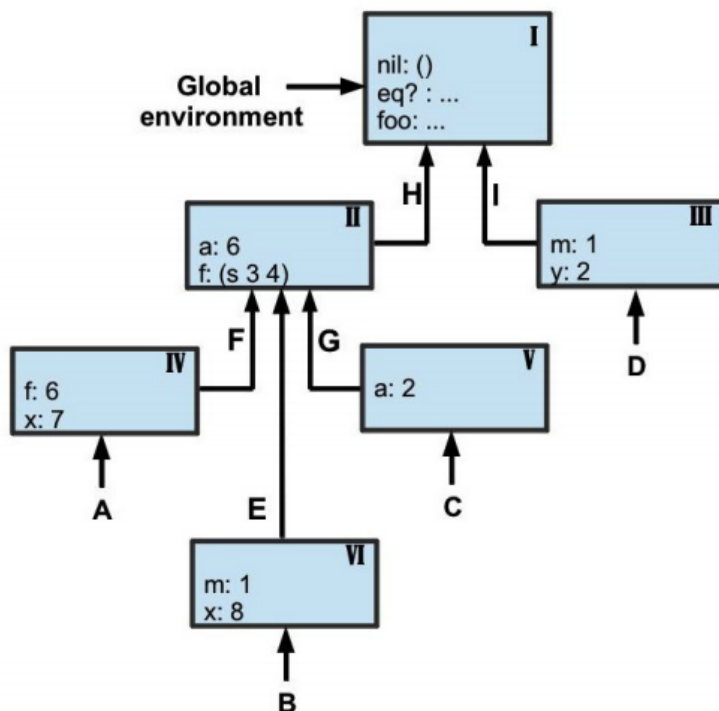 I
nil: ()
eq? : ...
foo: ...
Global
environment
H
I
II
a: 6
f: (s 3 4)
III
m: 1
y: 2
F
G
IV
f: 6
x: 7
V
a: 2
D
A
E
C
VI
m: 1
x: 8
B